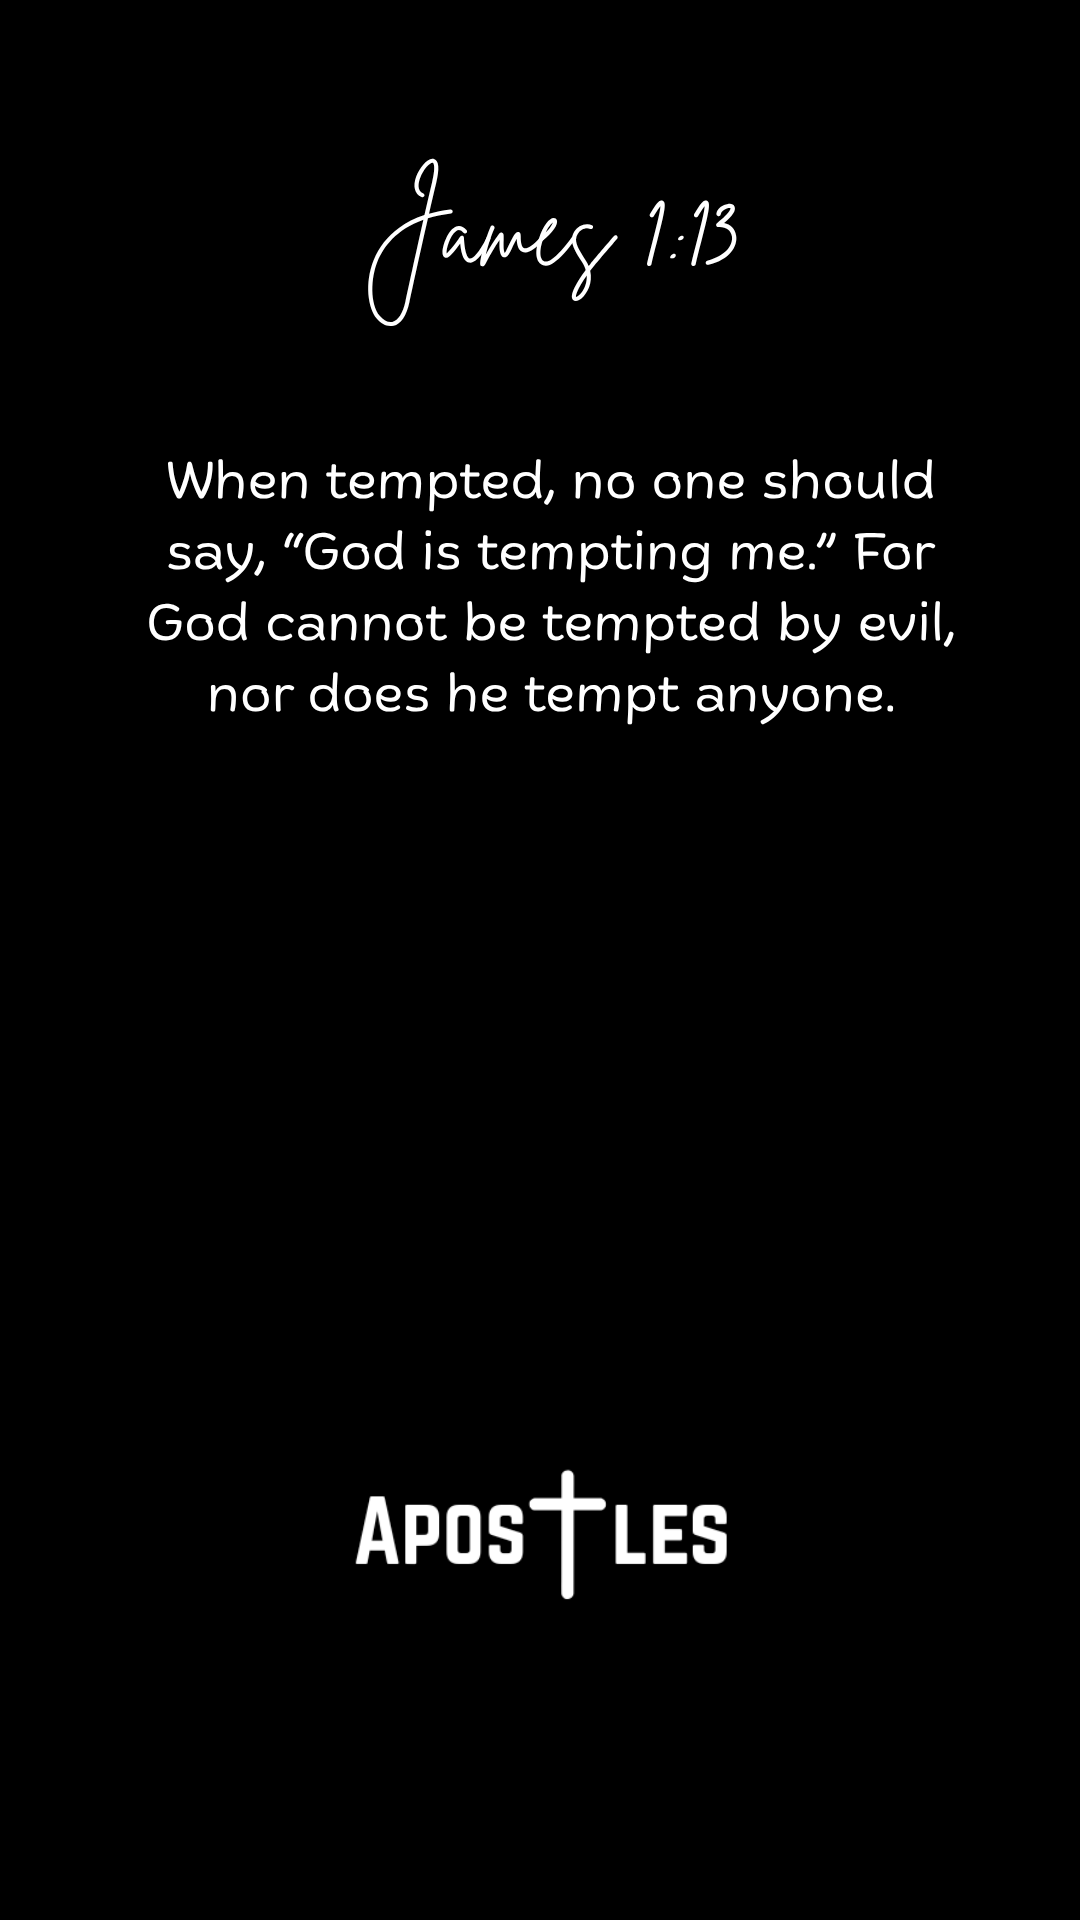 James 1:13
When tempted, no one should
say, “God is tempting me.” For
God cannot be tempted by evil,
nor does he tempt anyone.
APOSTLES